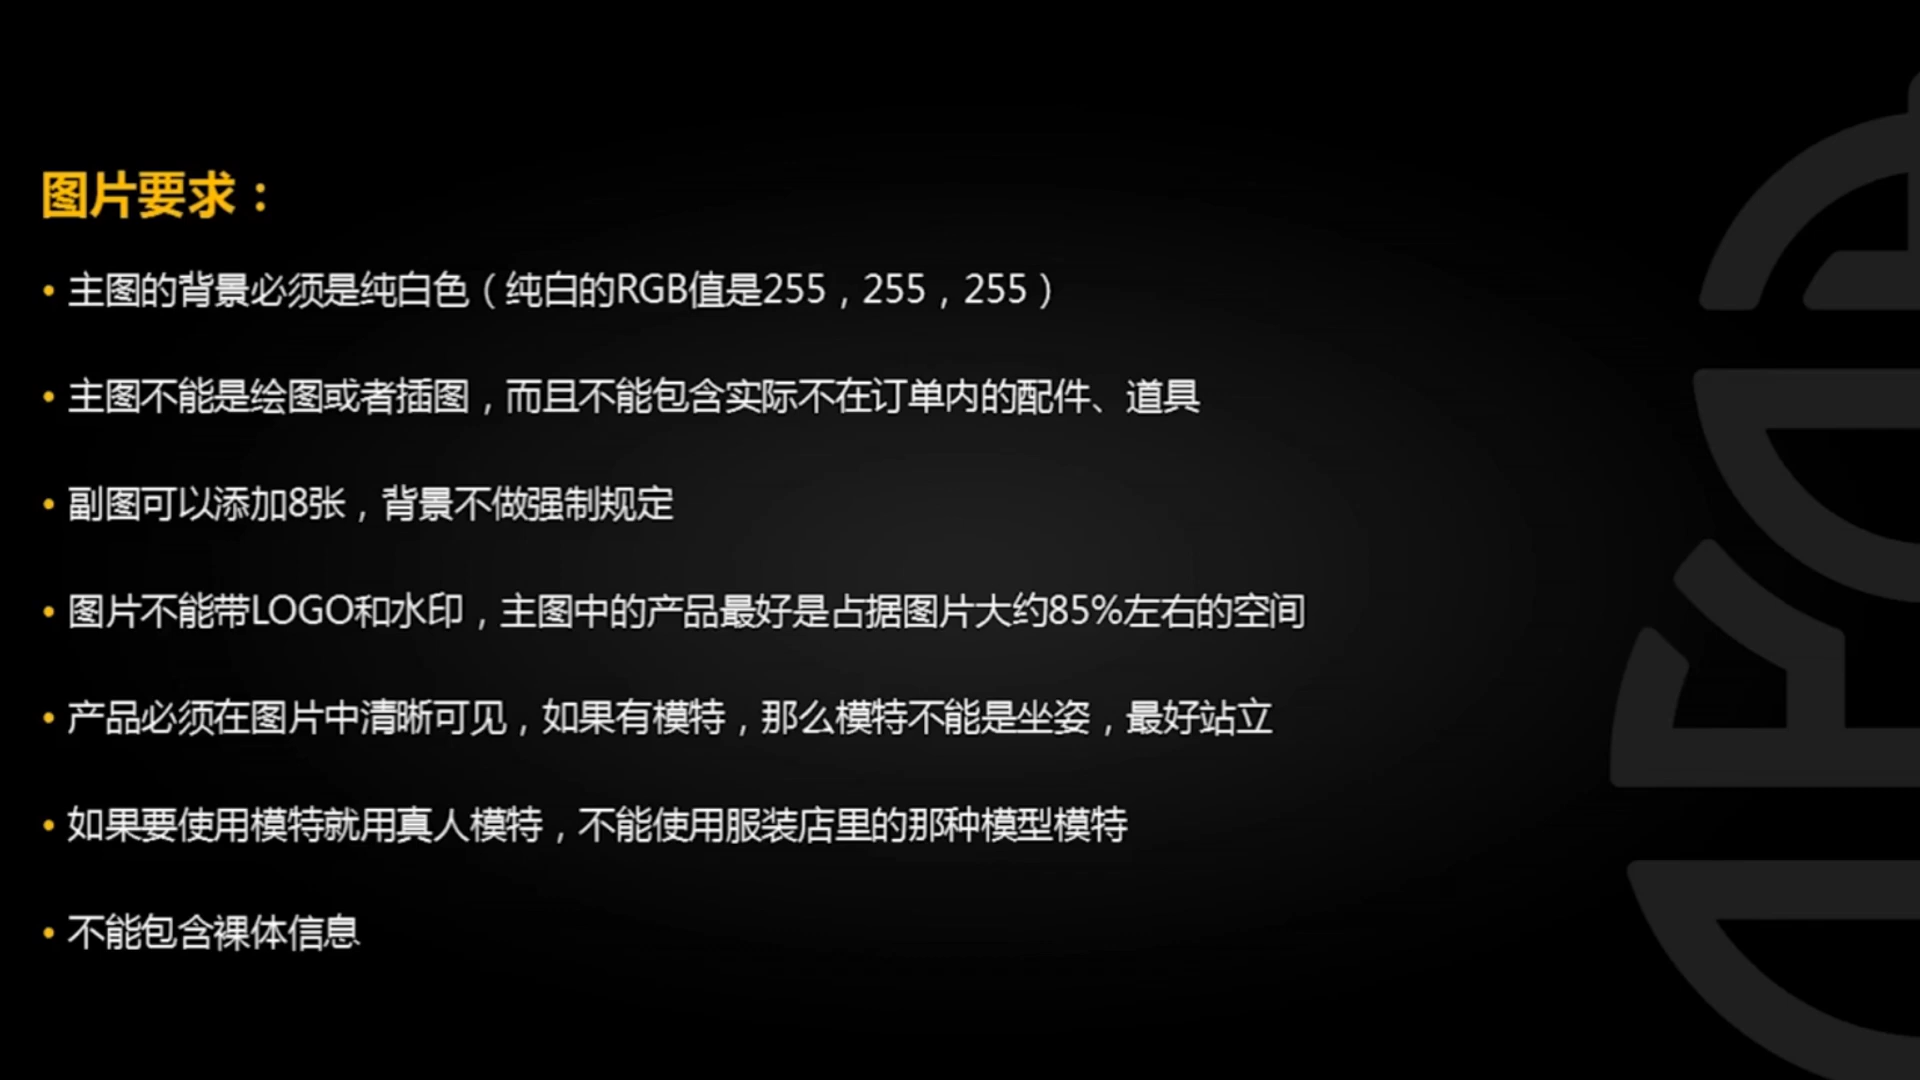 图片要求：
• 主图的背景必须是纯白色（纯白的RGB值是255，255，255）
• 主图不能是绘图或者插图，而且不能包含实际不在订单内的配件、道具
• 副图可以添加8张，背景不做强制规定
• 图片不能带LOGO和水印，主图中的产品最好是占据图片大约85%左右的空间
• 产品必须在图片中清晰可见，如果有模特，那么模特不能是坐姿，最好站立
• 如果要使用模特就用真人模特，不能使用服装店里的那种模型模特
• 不能包含裸体信息